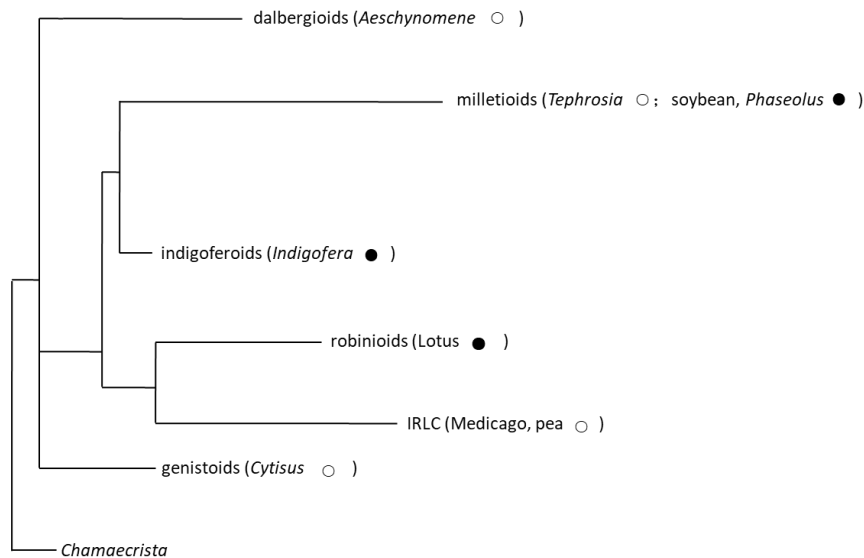 dalbergioids (Aeschynomene ○ )
milletioids (Tephrosia ○; soybean, Phaseolus ● )
indigoferoids (Indigofera ● )
robinioids (Lotus ● )
IRLC (Medicago, pea ○ )
genistoids (Cytisus ○ )
Chamaecrista